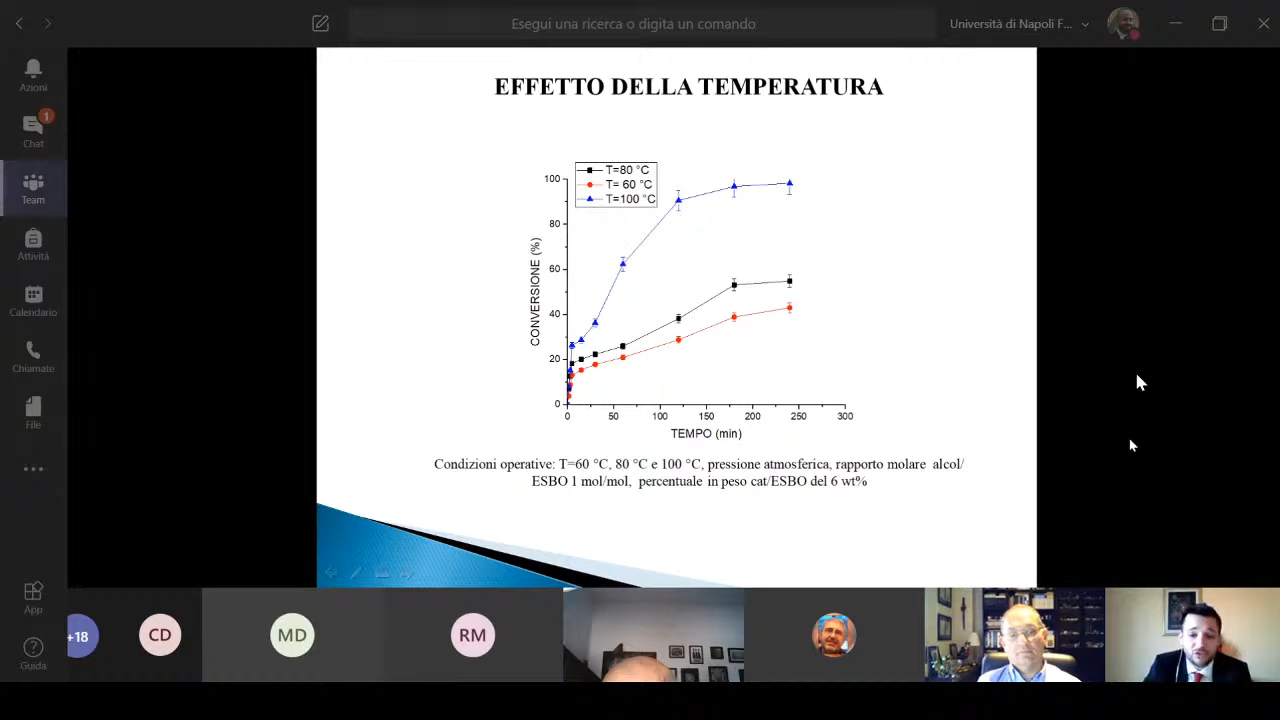 Esegui una ricerca o digita un comando
Università di Napoli F...
Azioni
1
Chat
Team
Attività
Calendario
Chiamate
File
App
Guida
EFFETTO DELLA TEMPERATURA
T=80 °C
T= 60 °C
T=100 °C
100
80
60
40
20
0
CONVERSIONE (%)
0 50 100 150 200 250 300
TEMPO (min)
Condizioni operative: T=60 °C, 80 °C e 100 °C, pressione atmosferica, rapporto molare alcol/
ESBO 1 mol/mol, percentuale in peso cat/ESBO del 6 wt%
+18
CD
MD
RM